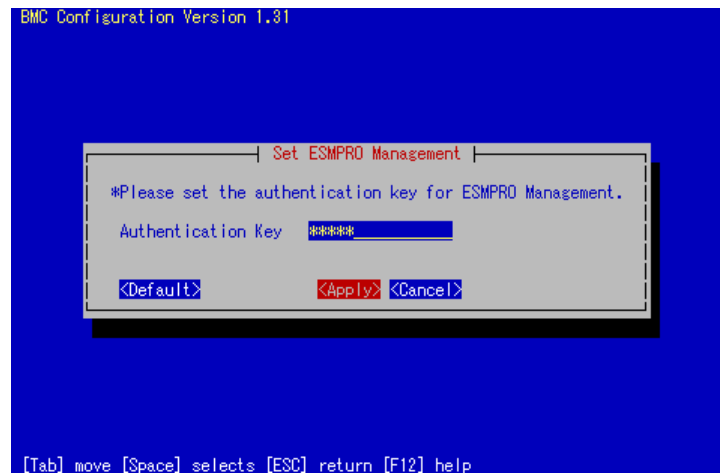 BMC Configuration Version 1.31
Set ESMPRO Management
*Please set the authentication key for ESMPRO Management.
Authentication Key *****
<Default> <Apply> <Cancel>
[Tab] move [Space] selects [ESC] return [F12] help